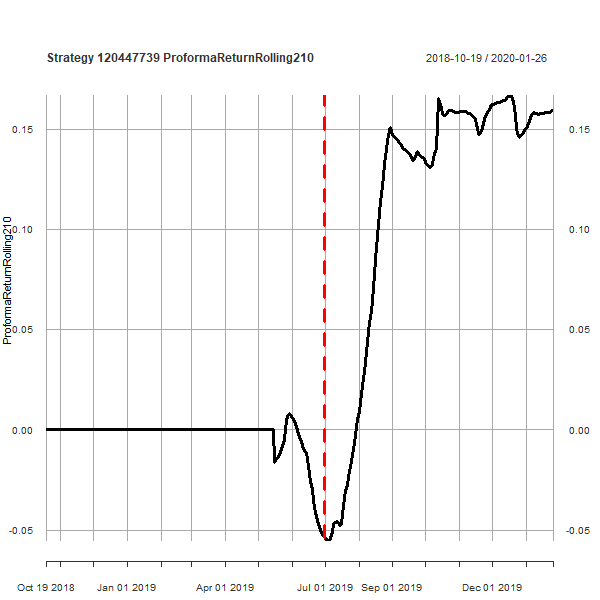 Strategy 120447739 ProformaReturnRolling210 2018-10-19 / 2020-01-26
ProformaReturnRolling210
0.15 0.15
0.10 0.10
0.05 0.05
0.00 0.00
-0.05 -0.05
Oct 19 2018 Jan 01 2019 Apr 01 2019 Jul 01 2019 Sep 01 2019 Dec 01 2019